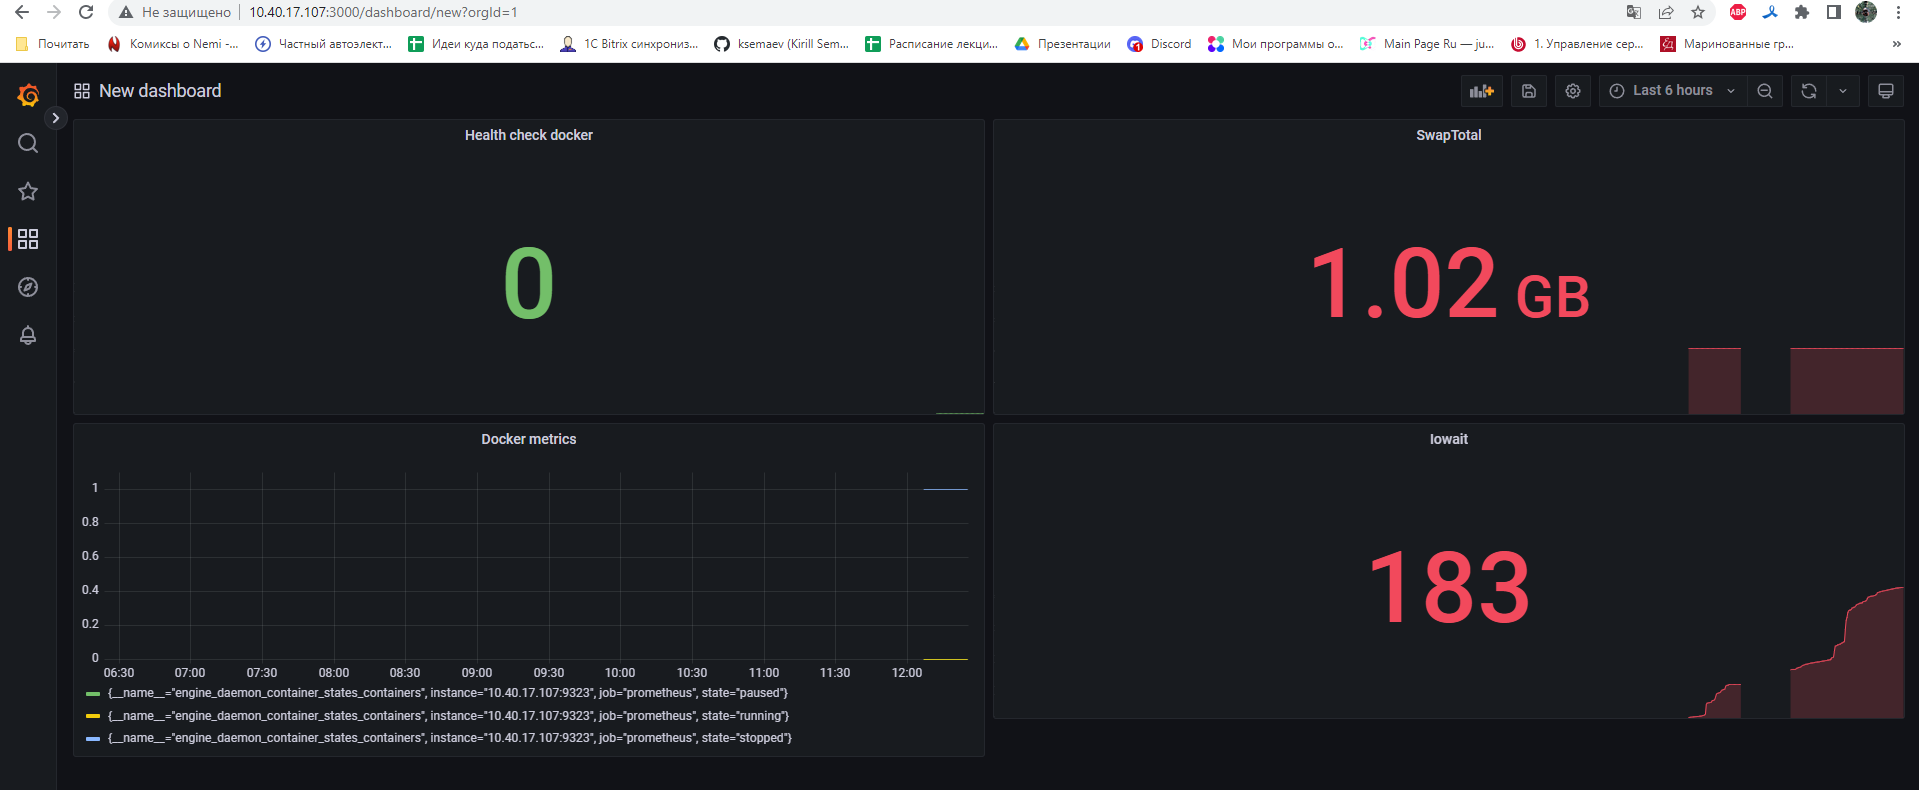 Не защищено 10.40.17.107:3000/dashboard/new?orgId=1
ABP
Почитать Комиксы о Nemi -... Частный автоэлект... Идеи куда податьс... 1C Bitrix синхрониз... ksemaev (Kirill Sem... Расписание лекци... Презентации 1 Discord Мои программы о... Main Page Ru — ju... 1. Управление сер... Маринованные гр... »
New dashboard Last 6 hours
Health check docker
0
SwapTotal
1.02 GB
Docker metrics
1
0.8
0.6
0.4
0.2
0
06:30 07:00 07:30 08:00 08:30 09:00 09:30 10:00 10:30 11:00 11:30 12:00
{__name__="engine_daemon_container_states_containers", instance="10.40.17.107:9323", job="prometheus", state="paused"}
{__name__="engine_daemon_container_states_containers", instance="10.40.17.107:9323", job="prometheus", state="running"}
{__name__="engine_daemon_container_states_containers", instance="10.40.17.107:9323", job="prometheus", state="stopped"}
Iowait
183